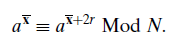 a^x̄ ≡ a^x̄+2r Mod N.